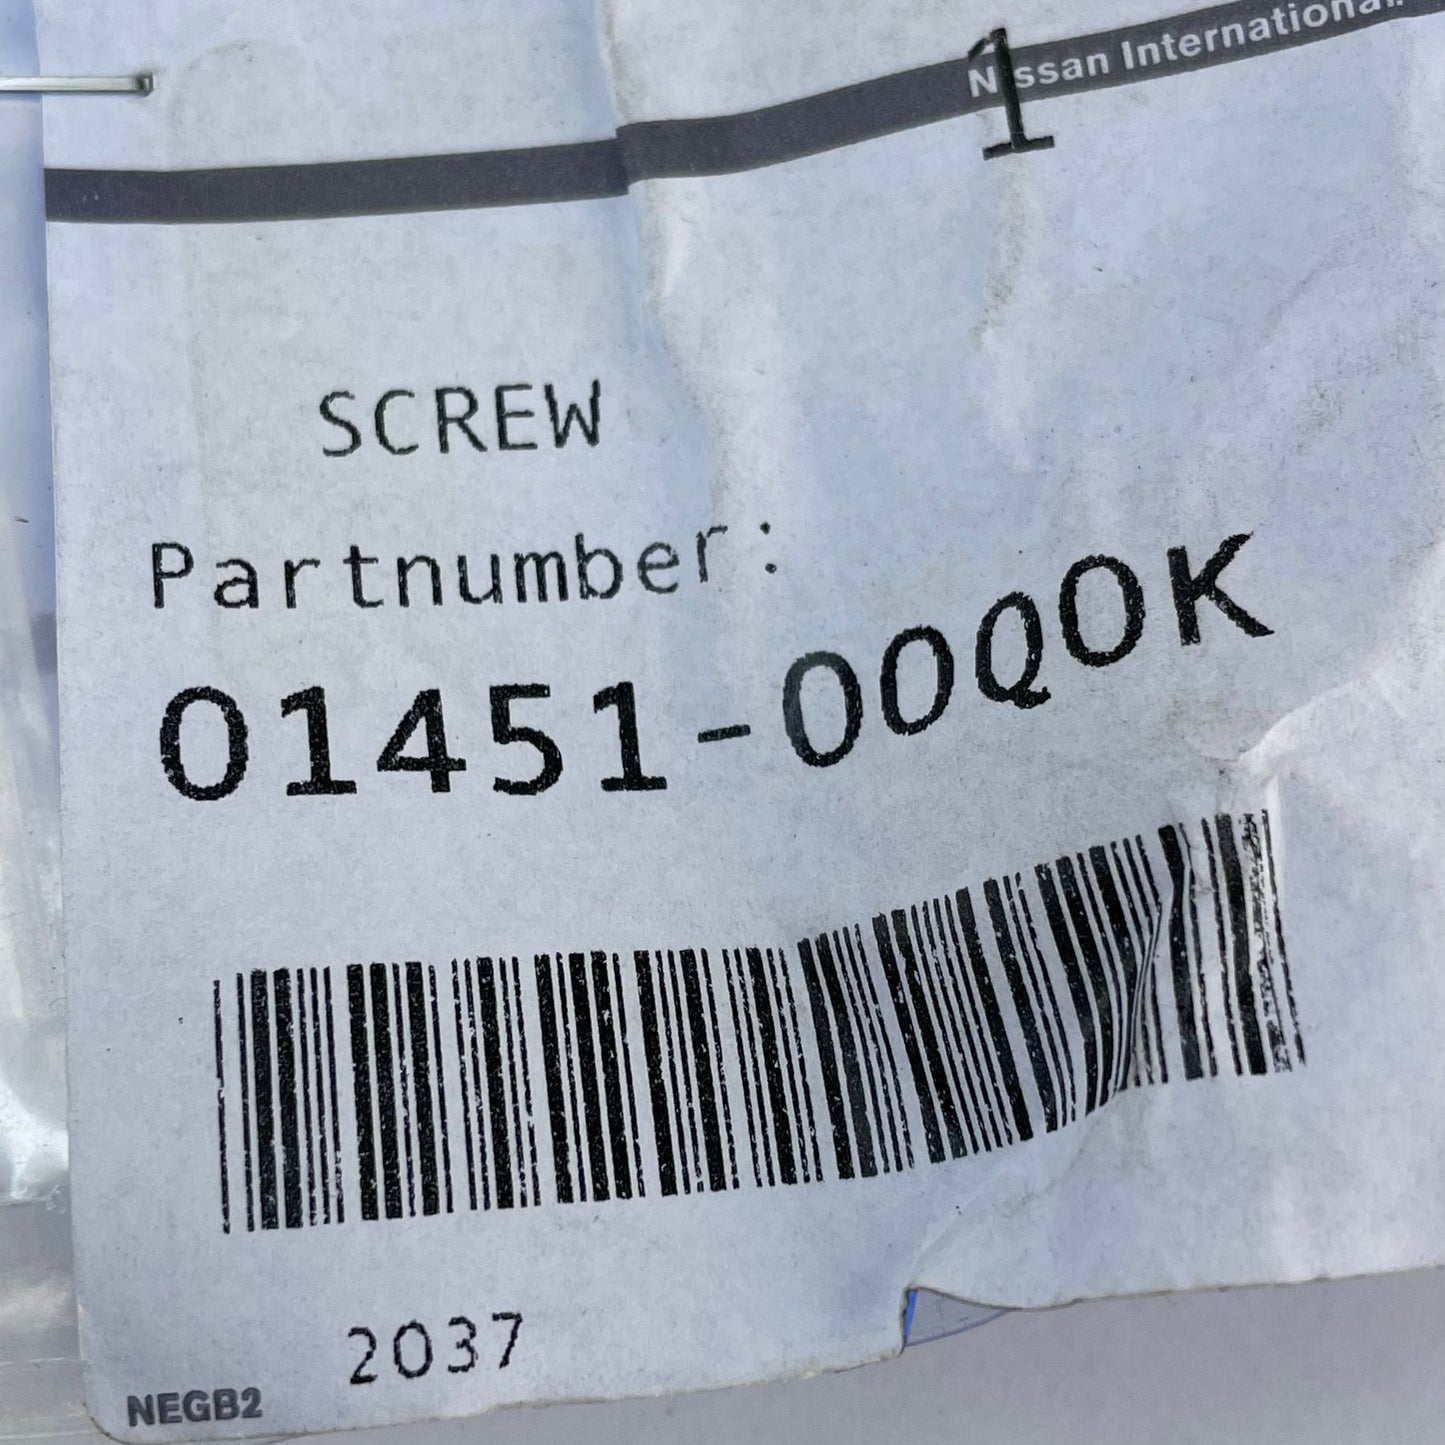 Nissan International
1
SCREW
Partnumber:
01451-00Q0K
2037
NEGB2